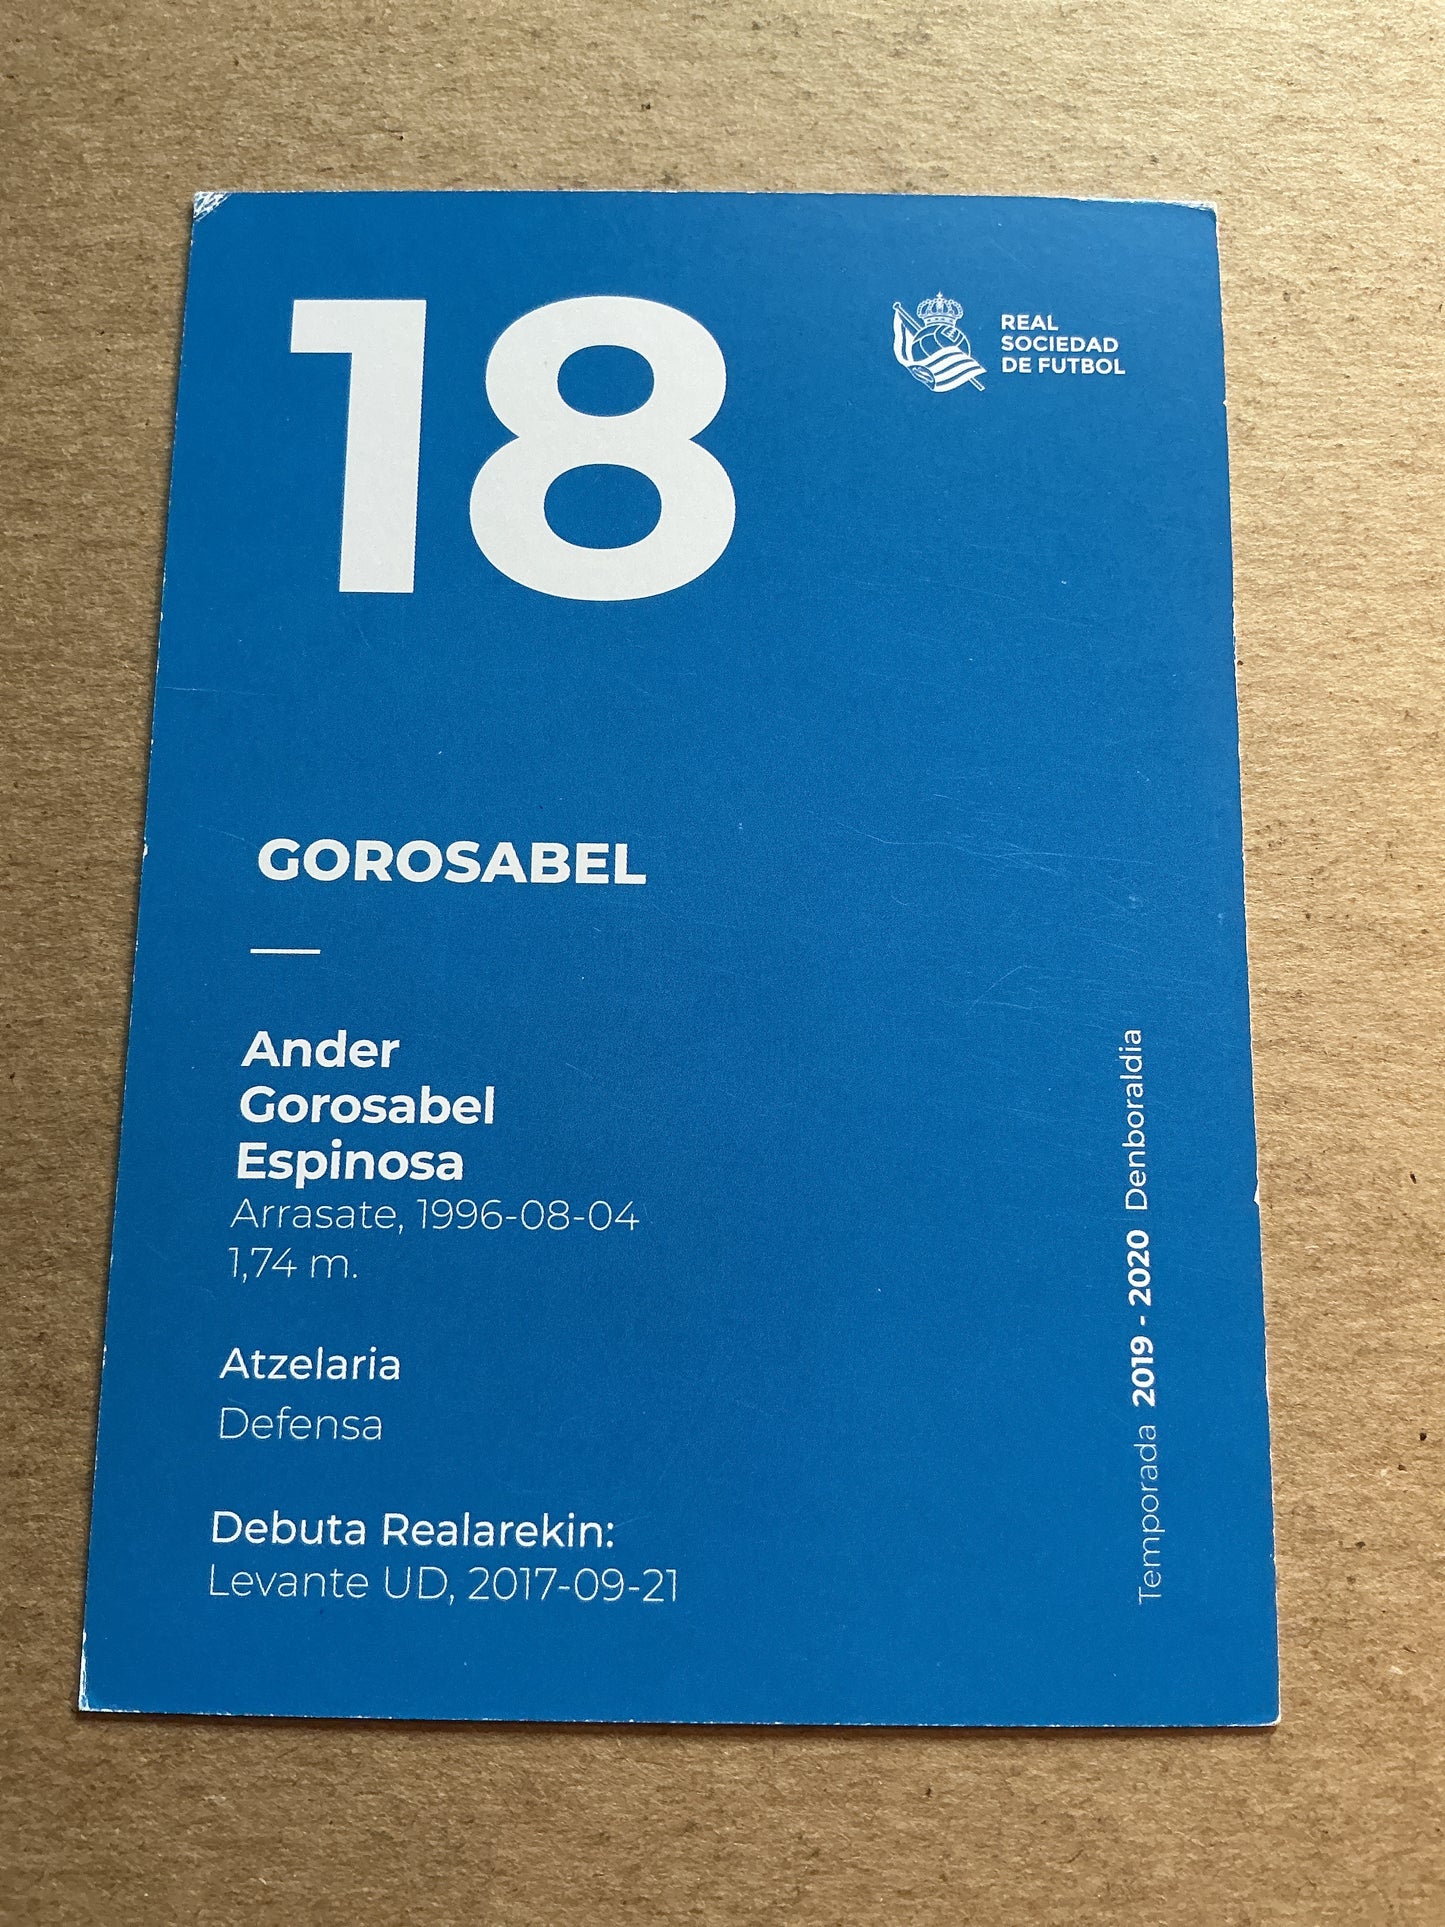 18
REAL
SOCIEDAD
DE FUTBOL
GOROSABEL
Ander
Gorosabel
Espinosa
Arrasate, 1996-08-04
1,74 m.
Atzelaria
Defensa
Debuta Realarekin:
Levante UD, 2017-09-21
Temporada 2019 - 2020 Denboraldia